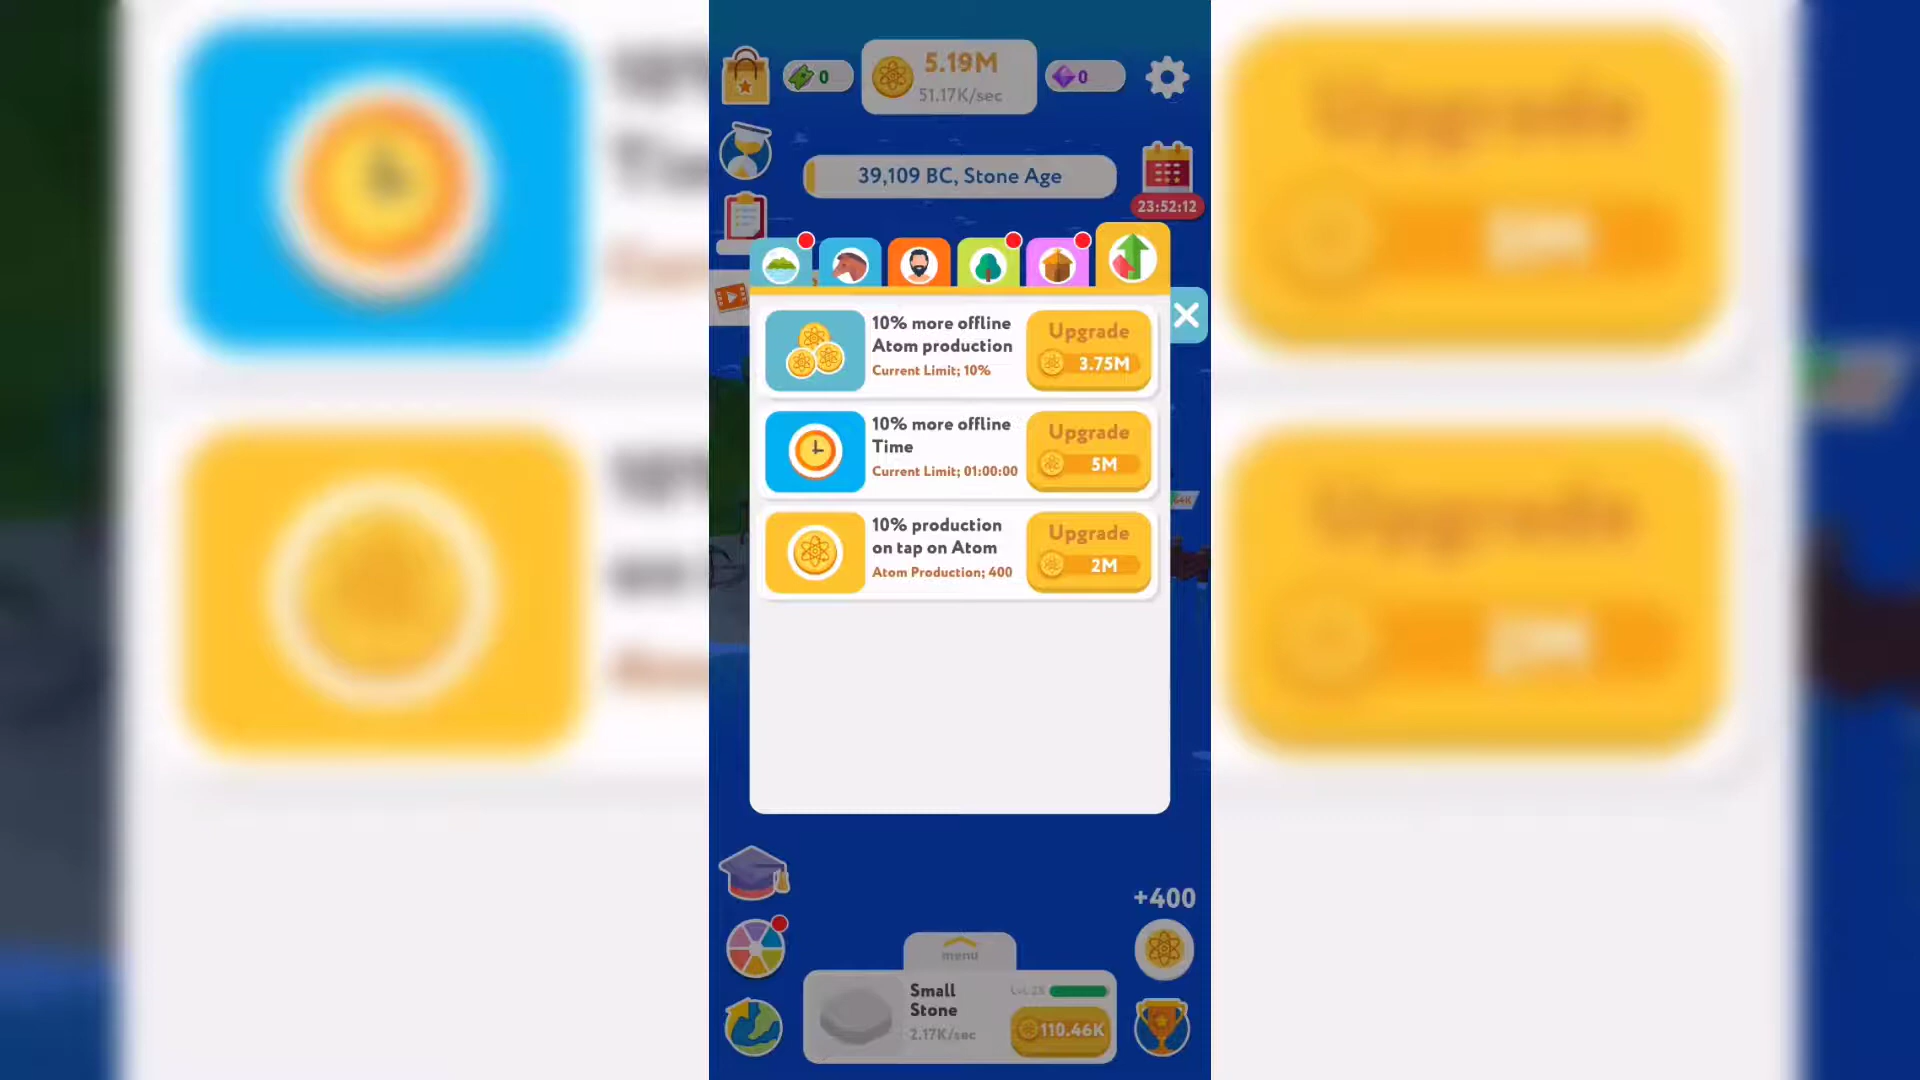 0
5.19M
51.17K/sec
0
39,109 BC, Stone Age
23:52:12
10% more offline
Atom production
Current Limit; 10%
Upgrade
3.75M
10% more offline
Time
Current Limit; 01:00:00
Upgrade
5M
10% production
on tap on Atom
Atom Production; 400
Upgrade
2M
+400
menu
Small
Stone
2.17K/sec
110.46K
Upgrade
Upgrade